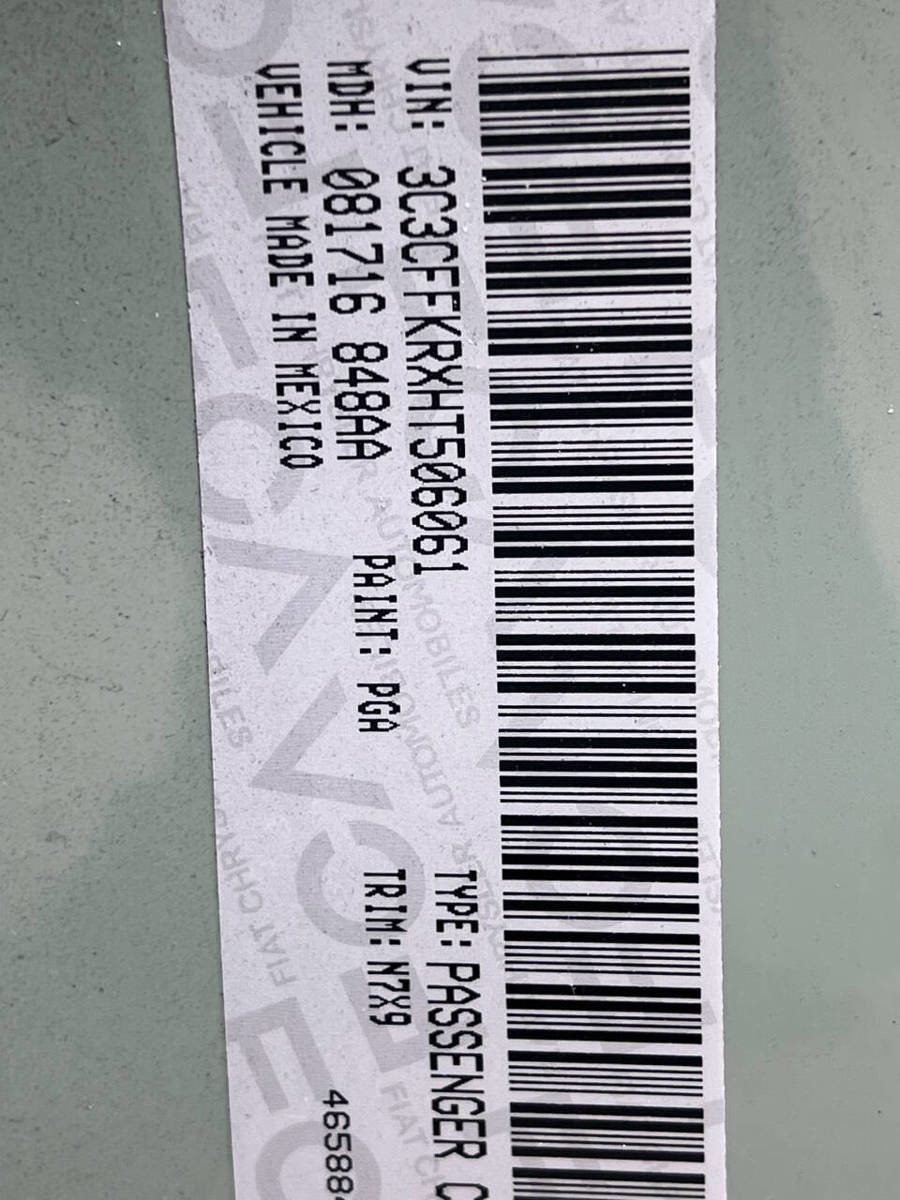 VIN: 3C3CFFKRXHT506061 TYPE: PASSENGER C
MDH: 081716 848AA PAINT: PGA TRIM: N7X9
VEHICLE MADE IN MEXICO
46588